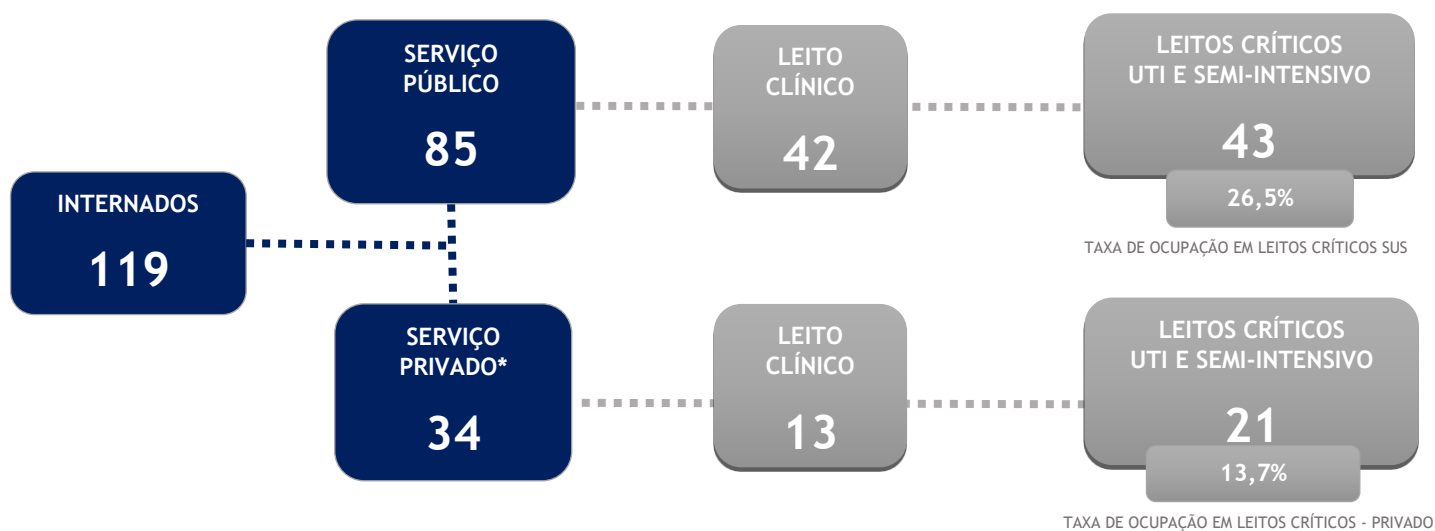 INTERNADOS
119
SERVIÇO
PÚBLICO
85
LEITO
CLÍNICO
42
LEITOS CRÍTICOS
UTI E SEMI-INTENSIVO
43
26,5%
TAXA DE OCUPAÇÃO EM LEITOS CRÍTICOS SUS
SERVIÇO
PRIVADO*
34
LEITO
CLÍNICO
13
LEITOS CRÍTICOS
UTI E SEMI-INTENSIVO
21
13,7%
TAXA DE OCUPAÇÃO EM LEITOS CRÍTICOS - PRIVADO